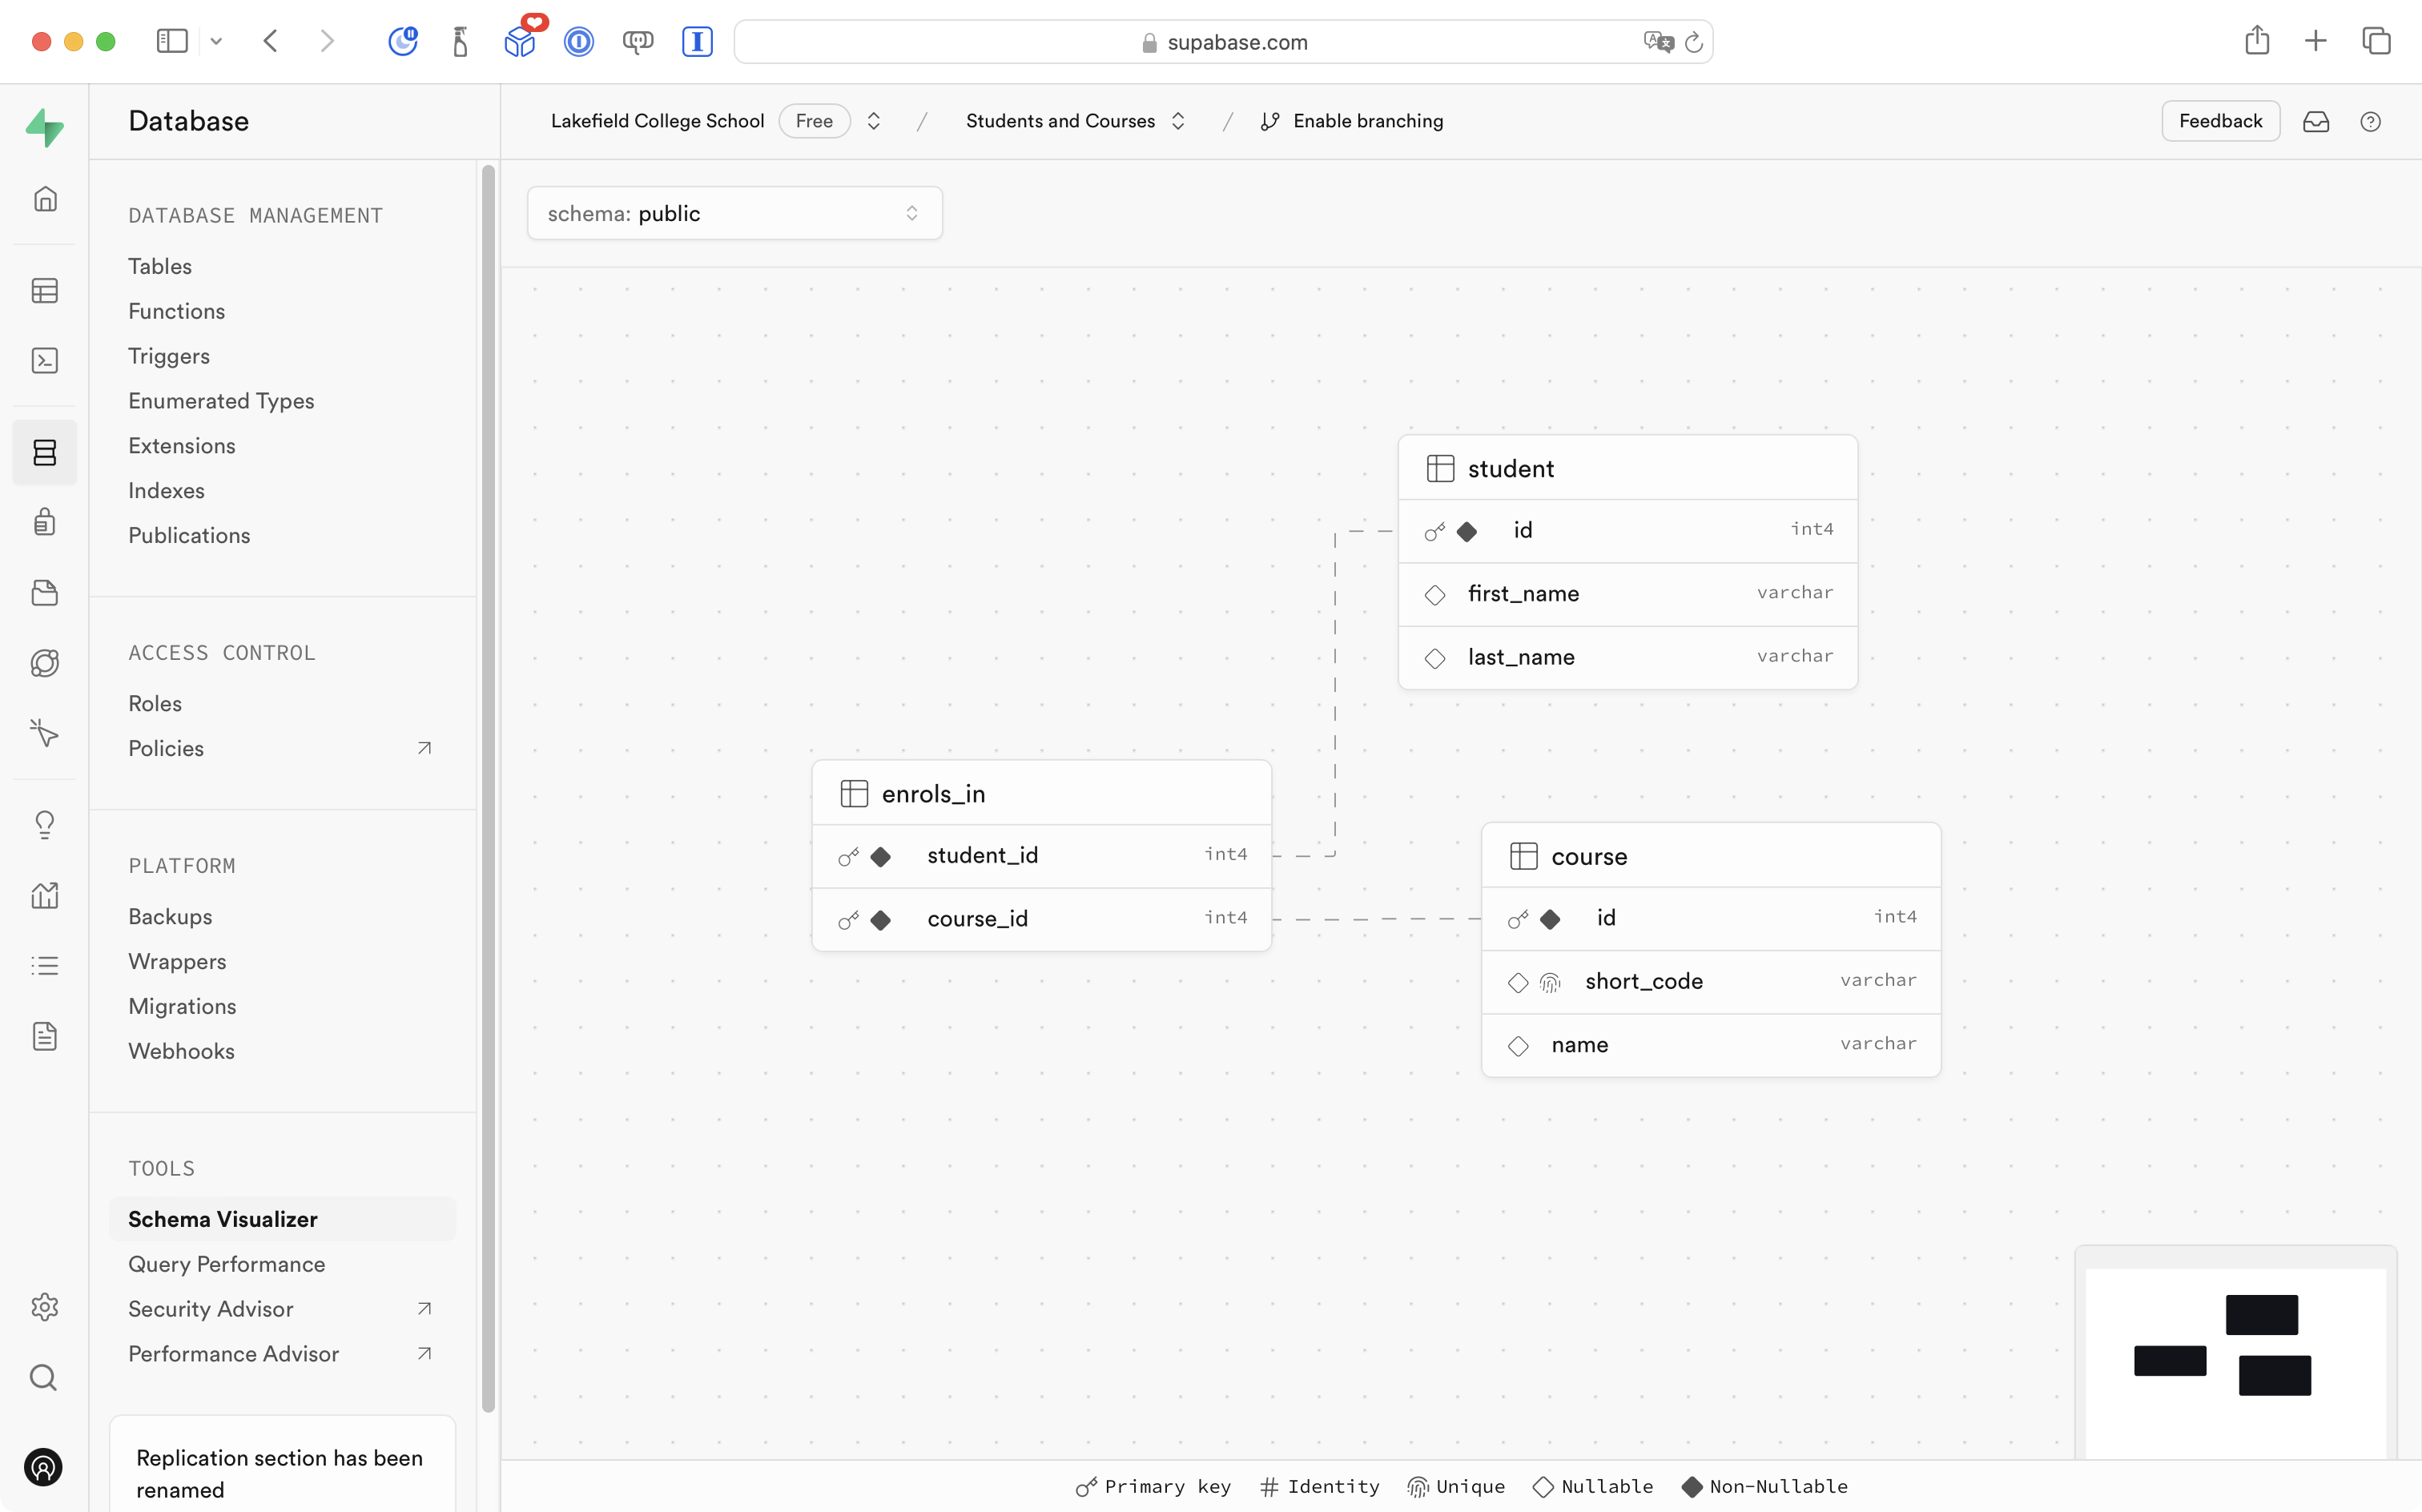 supabase.com
Database
Lakefield College School Free / Students and Courses / Enable branching
Feedback
schema: public
DATABASE MANAGEMENT
Tables
Functions
Triggers
Enumerated Types
Extensions
Indexes
Publications
ACCESS CONTROL
Roles
Policies
PLATFORM
Backups
Wrappers
Migrations
Webhooks
TOOLS
Schema Visualizer
Query Performance
Security Advisor
Performance Advisor
Replication section has been
renamed
student
id int4
first_name varchar
last_name varchar
enrols_in
student_id int4
course_id int4
course
id int4
short_code varchar
name varchar
Primary key # Identity Unique Nullable Non-Nullable